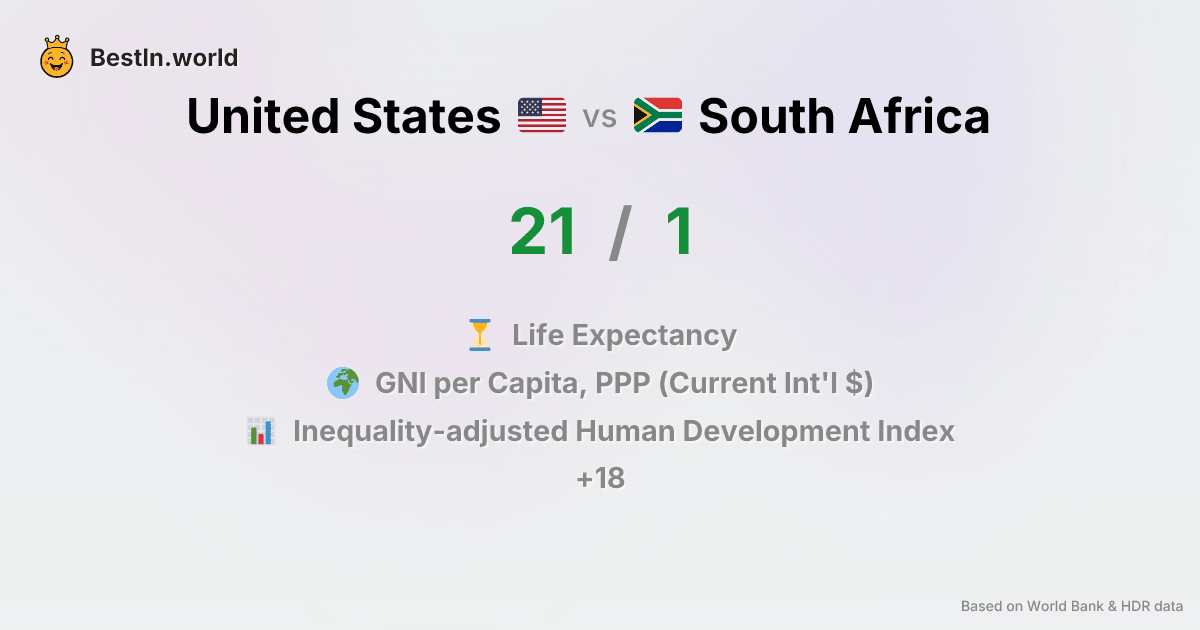 BestIn.world
United States vs South Africa
21 / 1
Life Expectancy
GNI per Capita, PPP (Current Int'l $)
Inequality-adjusted Human Development Index
+18
Based on World Bank & HDR data